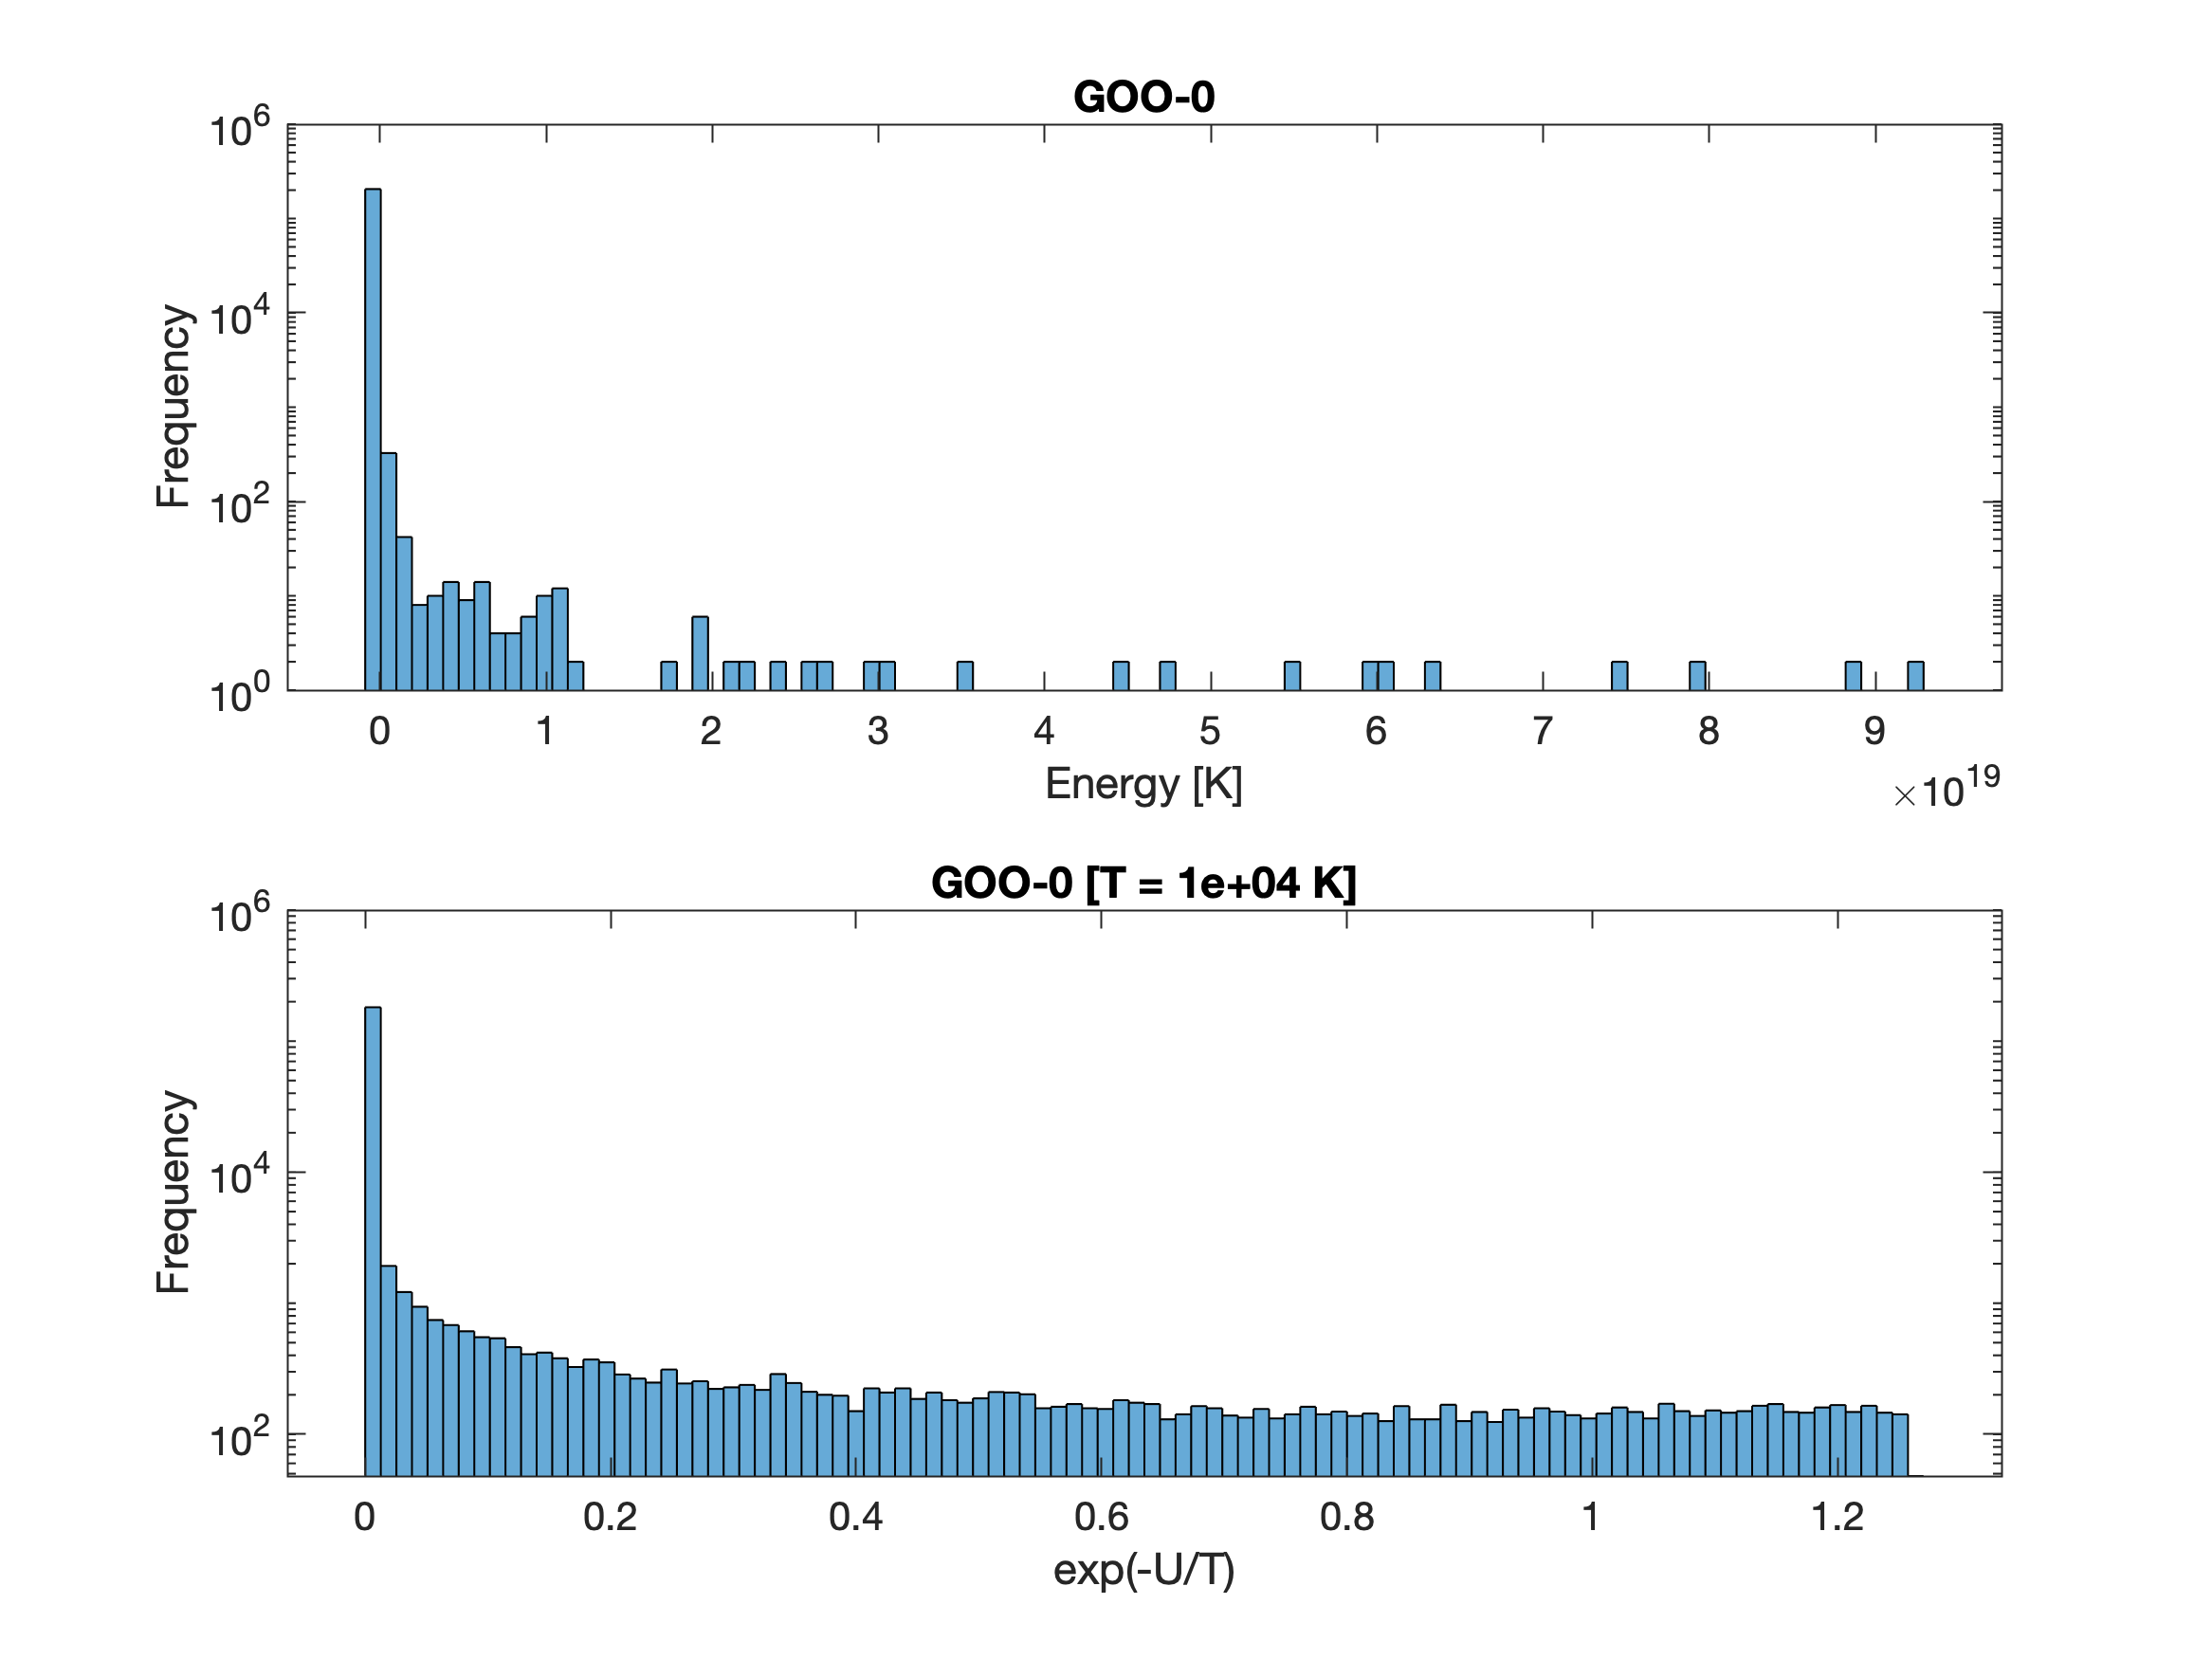 GOO-0
10^6
10^4
10^2
10^0
Frequency
0 1 2 3 4 5 6 7 8 9
Energy [K]
×10^19
GOO-0 [T = 1e+04 K]
10^6
10^4
10^2
Frequency
0 0.2 0.4 0.6 0.8 1 1.2
exp(-U/T)